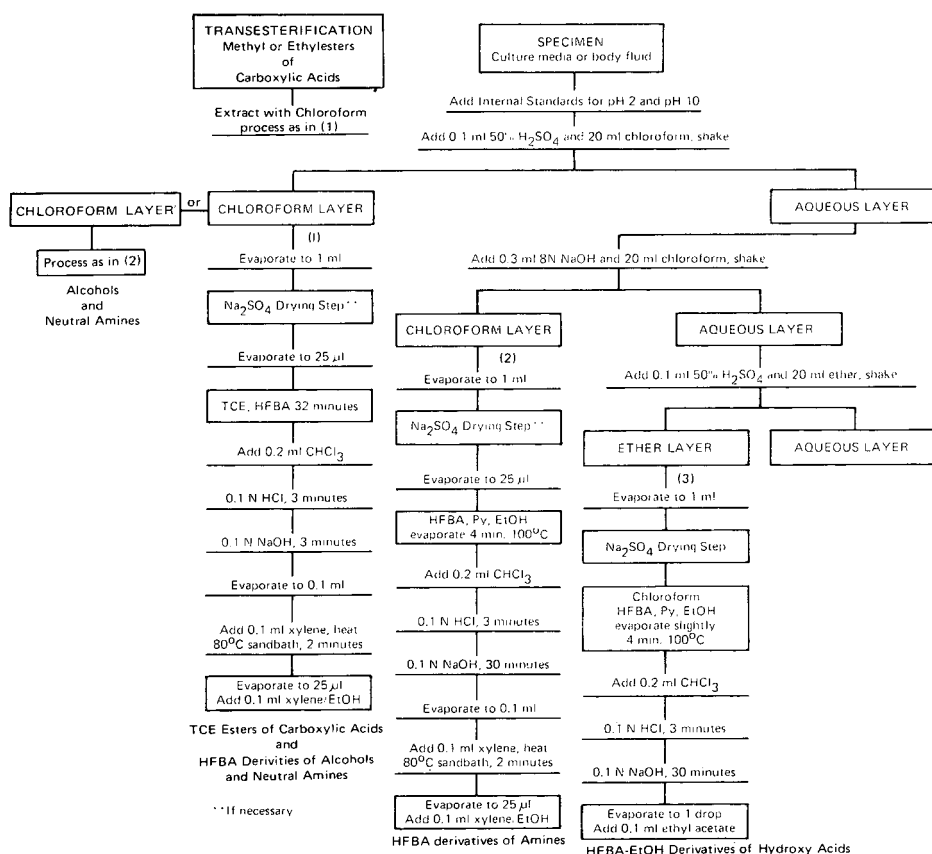 TRANSESTERIFICATION
Methyl or Ethylesters
of
Carboxylic Acids
Extract with Chloroform
process as in (1)
SPECIMEN
Culture media or body fluid
Add Internal Standards for pH 2 and pH 10
Add 0.1 ml 50% H2SO4 and 20 ml chloroform, shake
CHLOROFORM LAYER
or
CHLOROFORM LAYER
AQUEOUS LAYER
Process as in (2)
Alcohols
and
Neutral Amines
(1)
Evaporate to 1 ml
Na2SO4 Drying Step**
Evaporate to 25 µl
TCE, HFBA 32 minutes
Add 0.2 ml CHCl3
0.1 N HCl, 3 minutes
0.1 N NaOH, 3 minutes
Evaporate to 0.1 ml
Add 0.1 ml xylene, heat
80°C sandbath, 2 minutes
Evaporate to 25 µl
Add 0.1 ml xylene/EtOH
TCE Esters of Carboxylic Acids
and
HFBA Derivities of Alcohols
and Neutral Amines
**If necessary
Add 0.3 ml 8N NaOH and 20 ml chloroform, shake
CHLOROFORM LAYER
AQUEOUS LAYER
(2)
Evaporate to 1 ml
Na2SO4 Drying Step**
Evaporate to 25 µl
HFBA, Py, EtOH
evaporate 4 min. 100°C
Add 0.2 ml CHCl3
0.1 N HCl, 3 minutes
0.1 N NaOH, 30 minutes
Evaporate to 0.1 ml
Add 0.1 ml xylene, heat
80°C sandbath, 2 minutes
Evaporate to 25 µl
Add 0.1 ml xylene/EtOH
HFBA derivatives of Amines
Add 0.1 ml 50% H2SO4 and 20 ml ether, shake
ETHER LAYER
AQUEOUS LAYER
(3)
Evaporate to 1 ml
Na2SO4 Drying Step
Chloroform
HFBA, Py, EtOH
evaporate slightly
4 min. 100°C
Add 0.2 ml CHCl3
0.1 N HCl, 3 minutes
0.1 N NaOH, 30 minutes
Evaporate to 1 drop
Add 0.1 ml ethyl acetate
HFBA-EtOH Derivatives of Hydroxy Acids